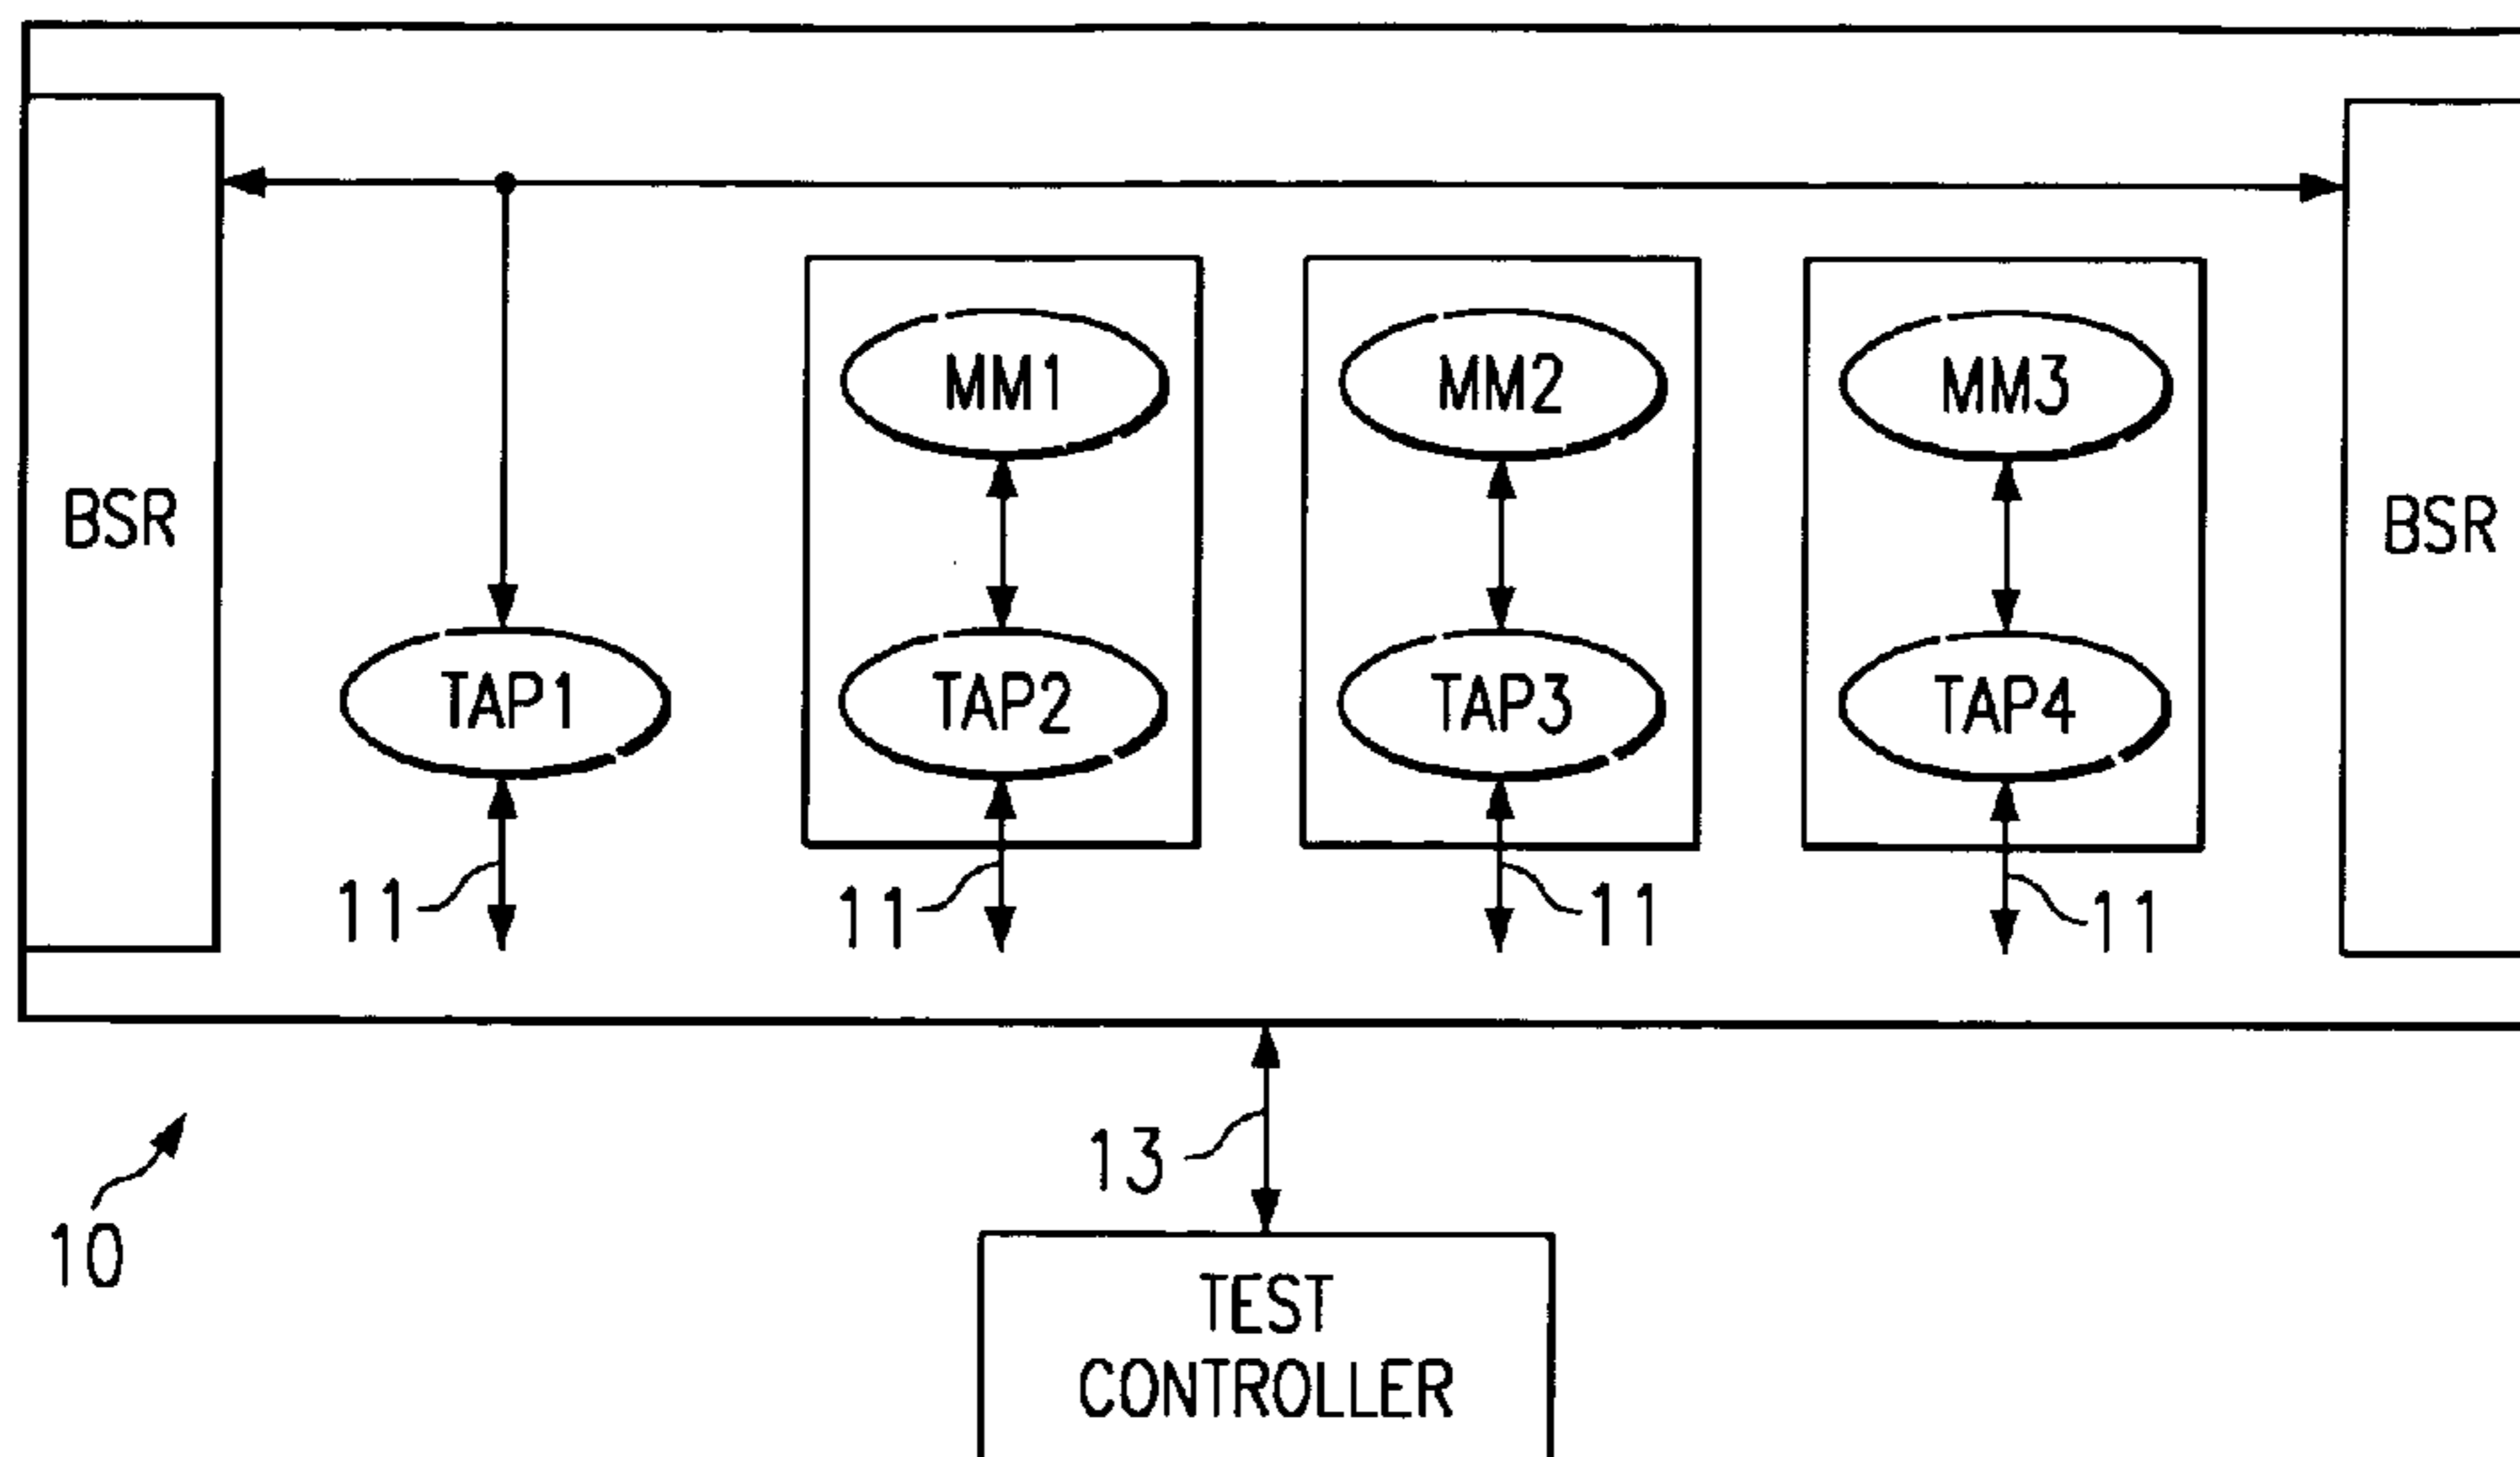 MM1
MM2
MM3
BSR
BSR
TAP1
TAP2
TAP3
TAP4
11
11
11
11
13
10
TEST
CONTROLLER